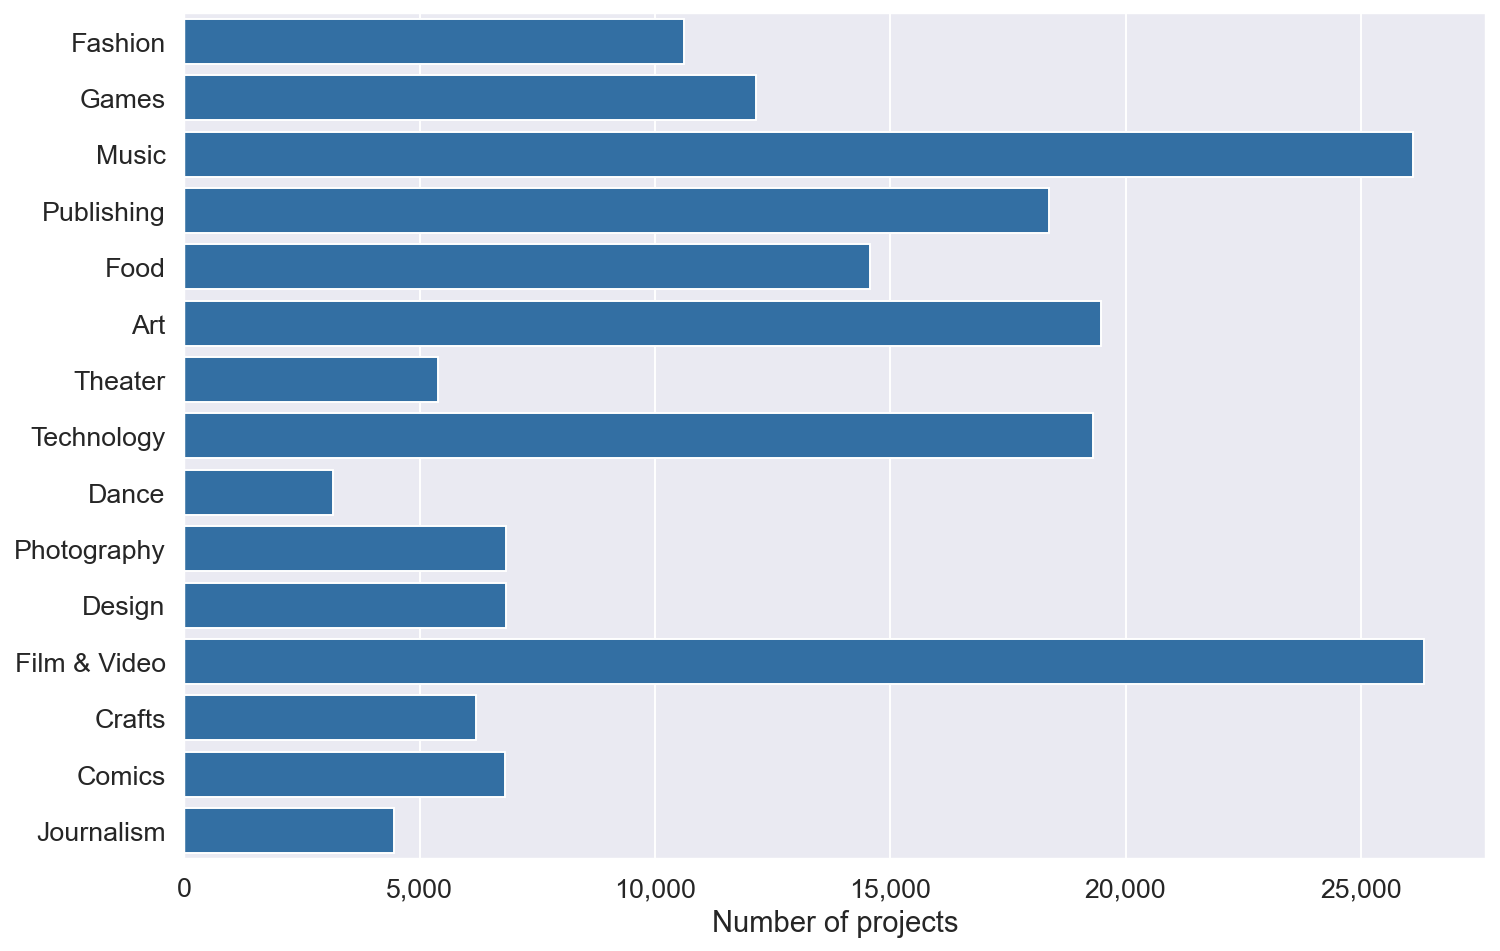 Fashion
Games
Music
Publishing
Food
Art
Theater
Technology
Dance
Photography
Design
Film & Video
Crafts
Comics
Journalism
0 5,000 10,000 15,000 20,000 25,000
Number of projects